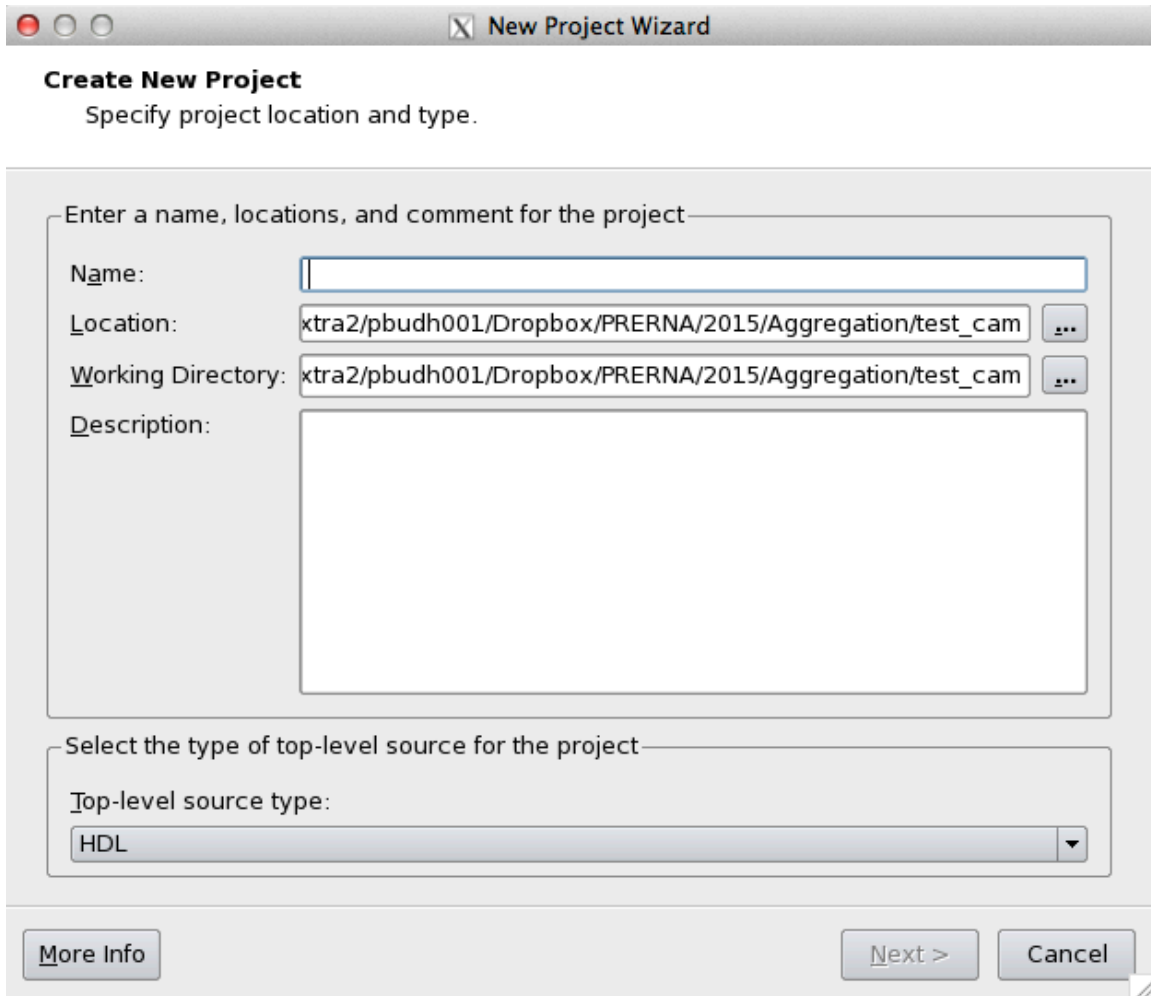 New Project Wizard
Create New Project
Specify project location and type.
Enter a name, locations, and comment for the project
Name:
Location: xtra2/pbudh001/Dropbox/PRERNA/2015/Aggregation/test_cam ...
Working Directory: xtra2/pbudh001/Dropbox/PRERNA/2015/Aggregation/test_cam ...
Description:
Select the type of top-level source for the project
Top-level source type:
HDL
More Info Next > Cancel